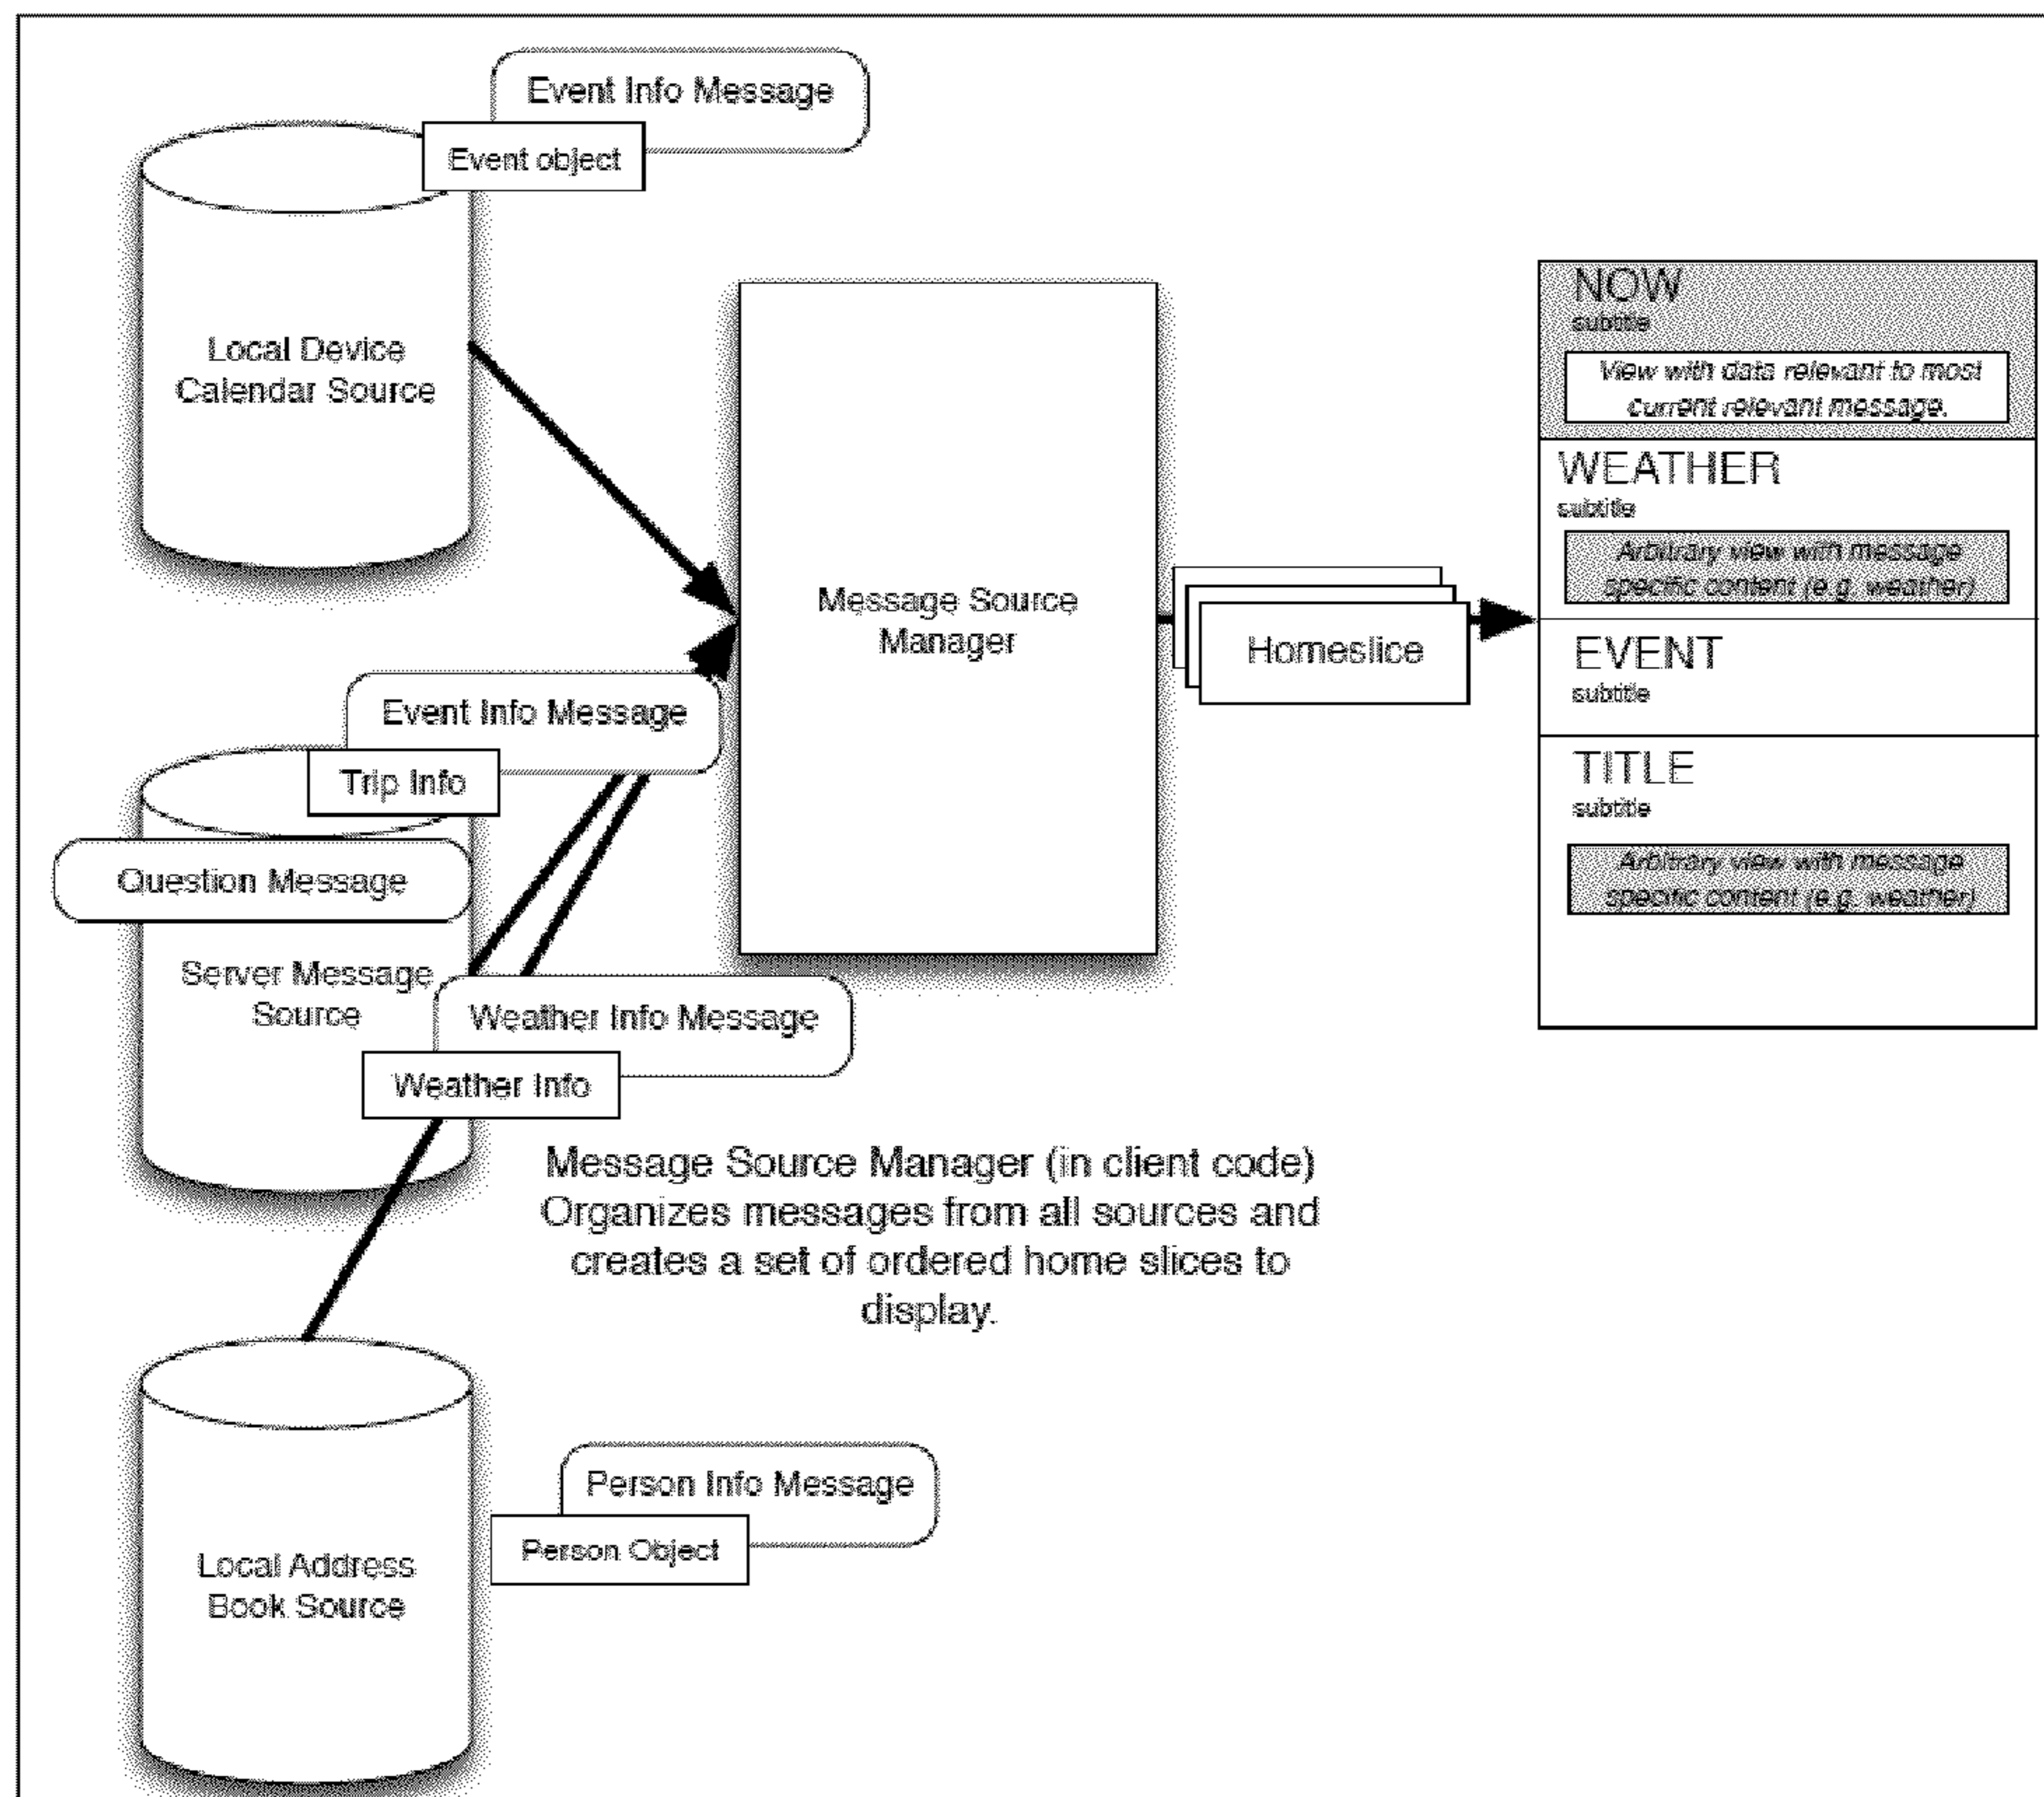 Event Info Message
Event object
Local Device
Calendar Source
Message Source
Manager
Homeslice
NOW
subtitle
View with data relevant to most
current relevant message.
WEATHER
subtitle
Arbitrary view with message
specific content (e.g. weather)
EVENT
subtitle
TITLE
subtitle
Arbitrary view with message
specific content (e.g. weather)
Event Info Message
Trip Info
Question Message
Server Message
Source
Weather Info Message
Weather Info
Message Source Manager (in client code)
Organizes messages from all sources and
creates a set of ordered home slices to
display.
Person Info Message
Person Object
Local Address
Book Source